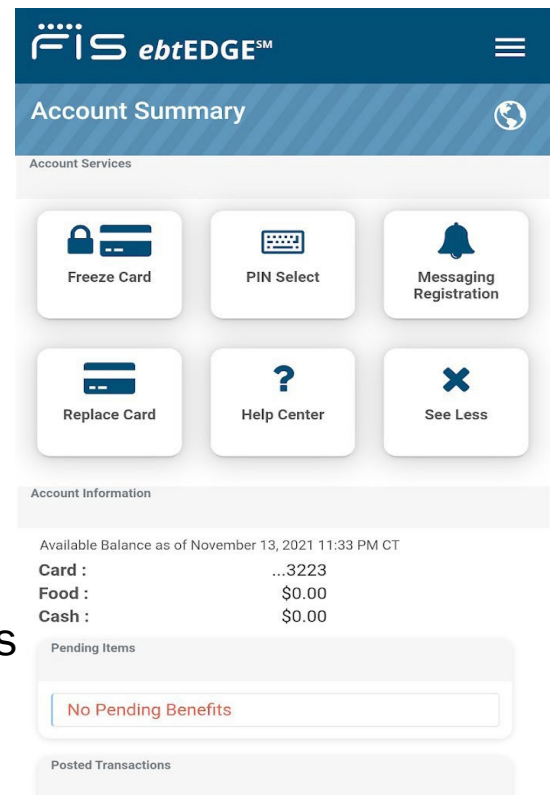 FIS ebtEDGE℠
Account Summary
Account Services
Freeze Card
PIN Select
Messaging
Registration
Replace Card
Help Center
See Less
Account Information
Available Balance as of November 13, 2021 11:33 PM CT
Card : ...3223
Food : $0.00
Cash : $0.00
s
Pending Items
No Pending Benefits
Posted Transactions